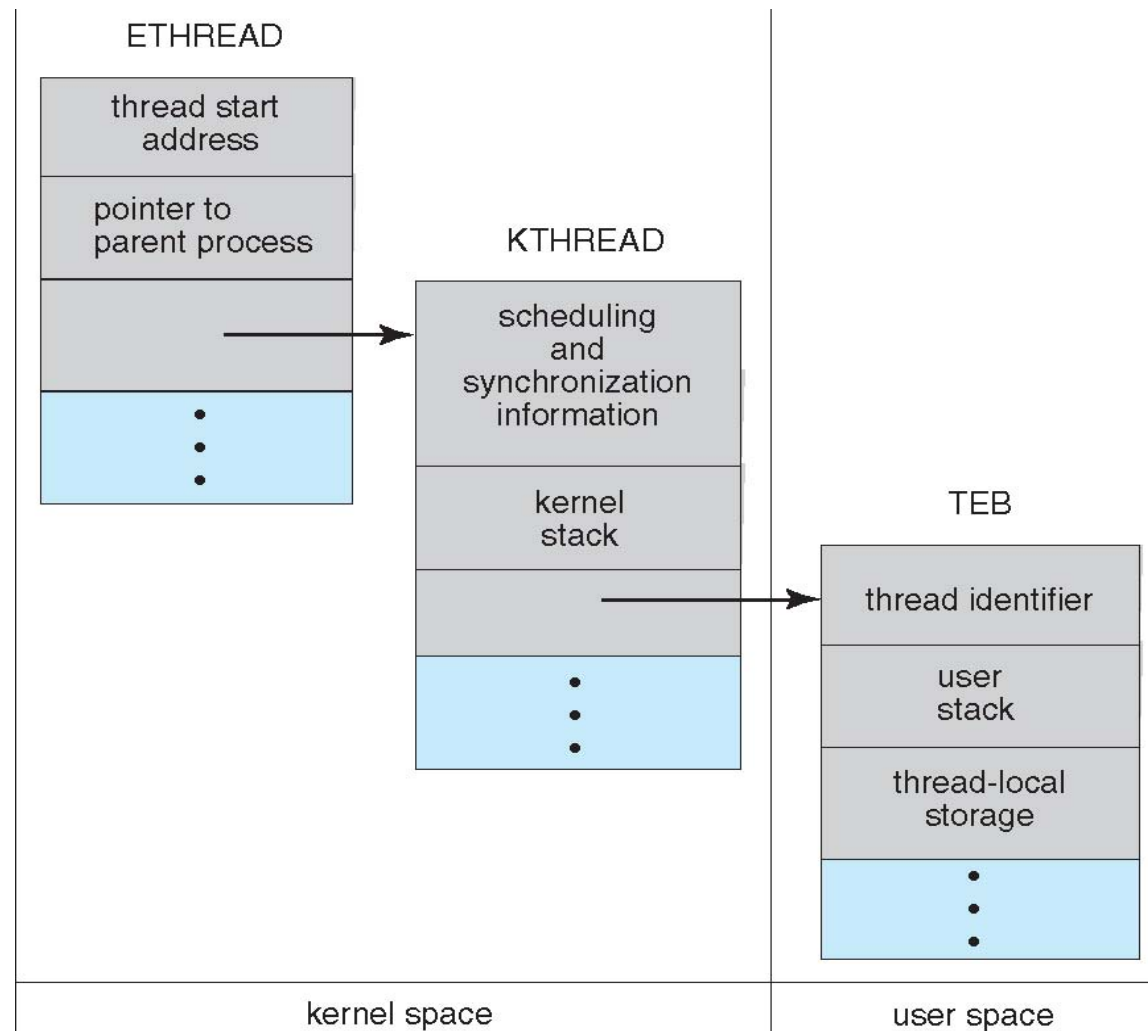 ETHREAD
thread start
address
pointer to
parent process
KTHREAD
scheduling
and
synchronization
information
kernel
stack
TEB
thread identifier
user
stack
thread-local
storage
kernel space
user space